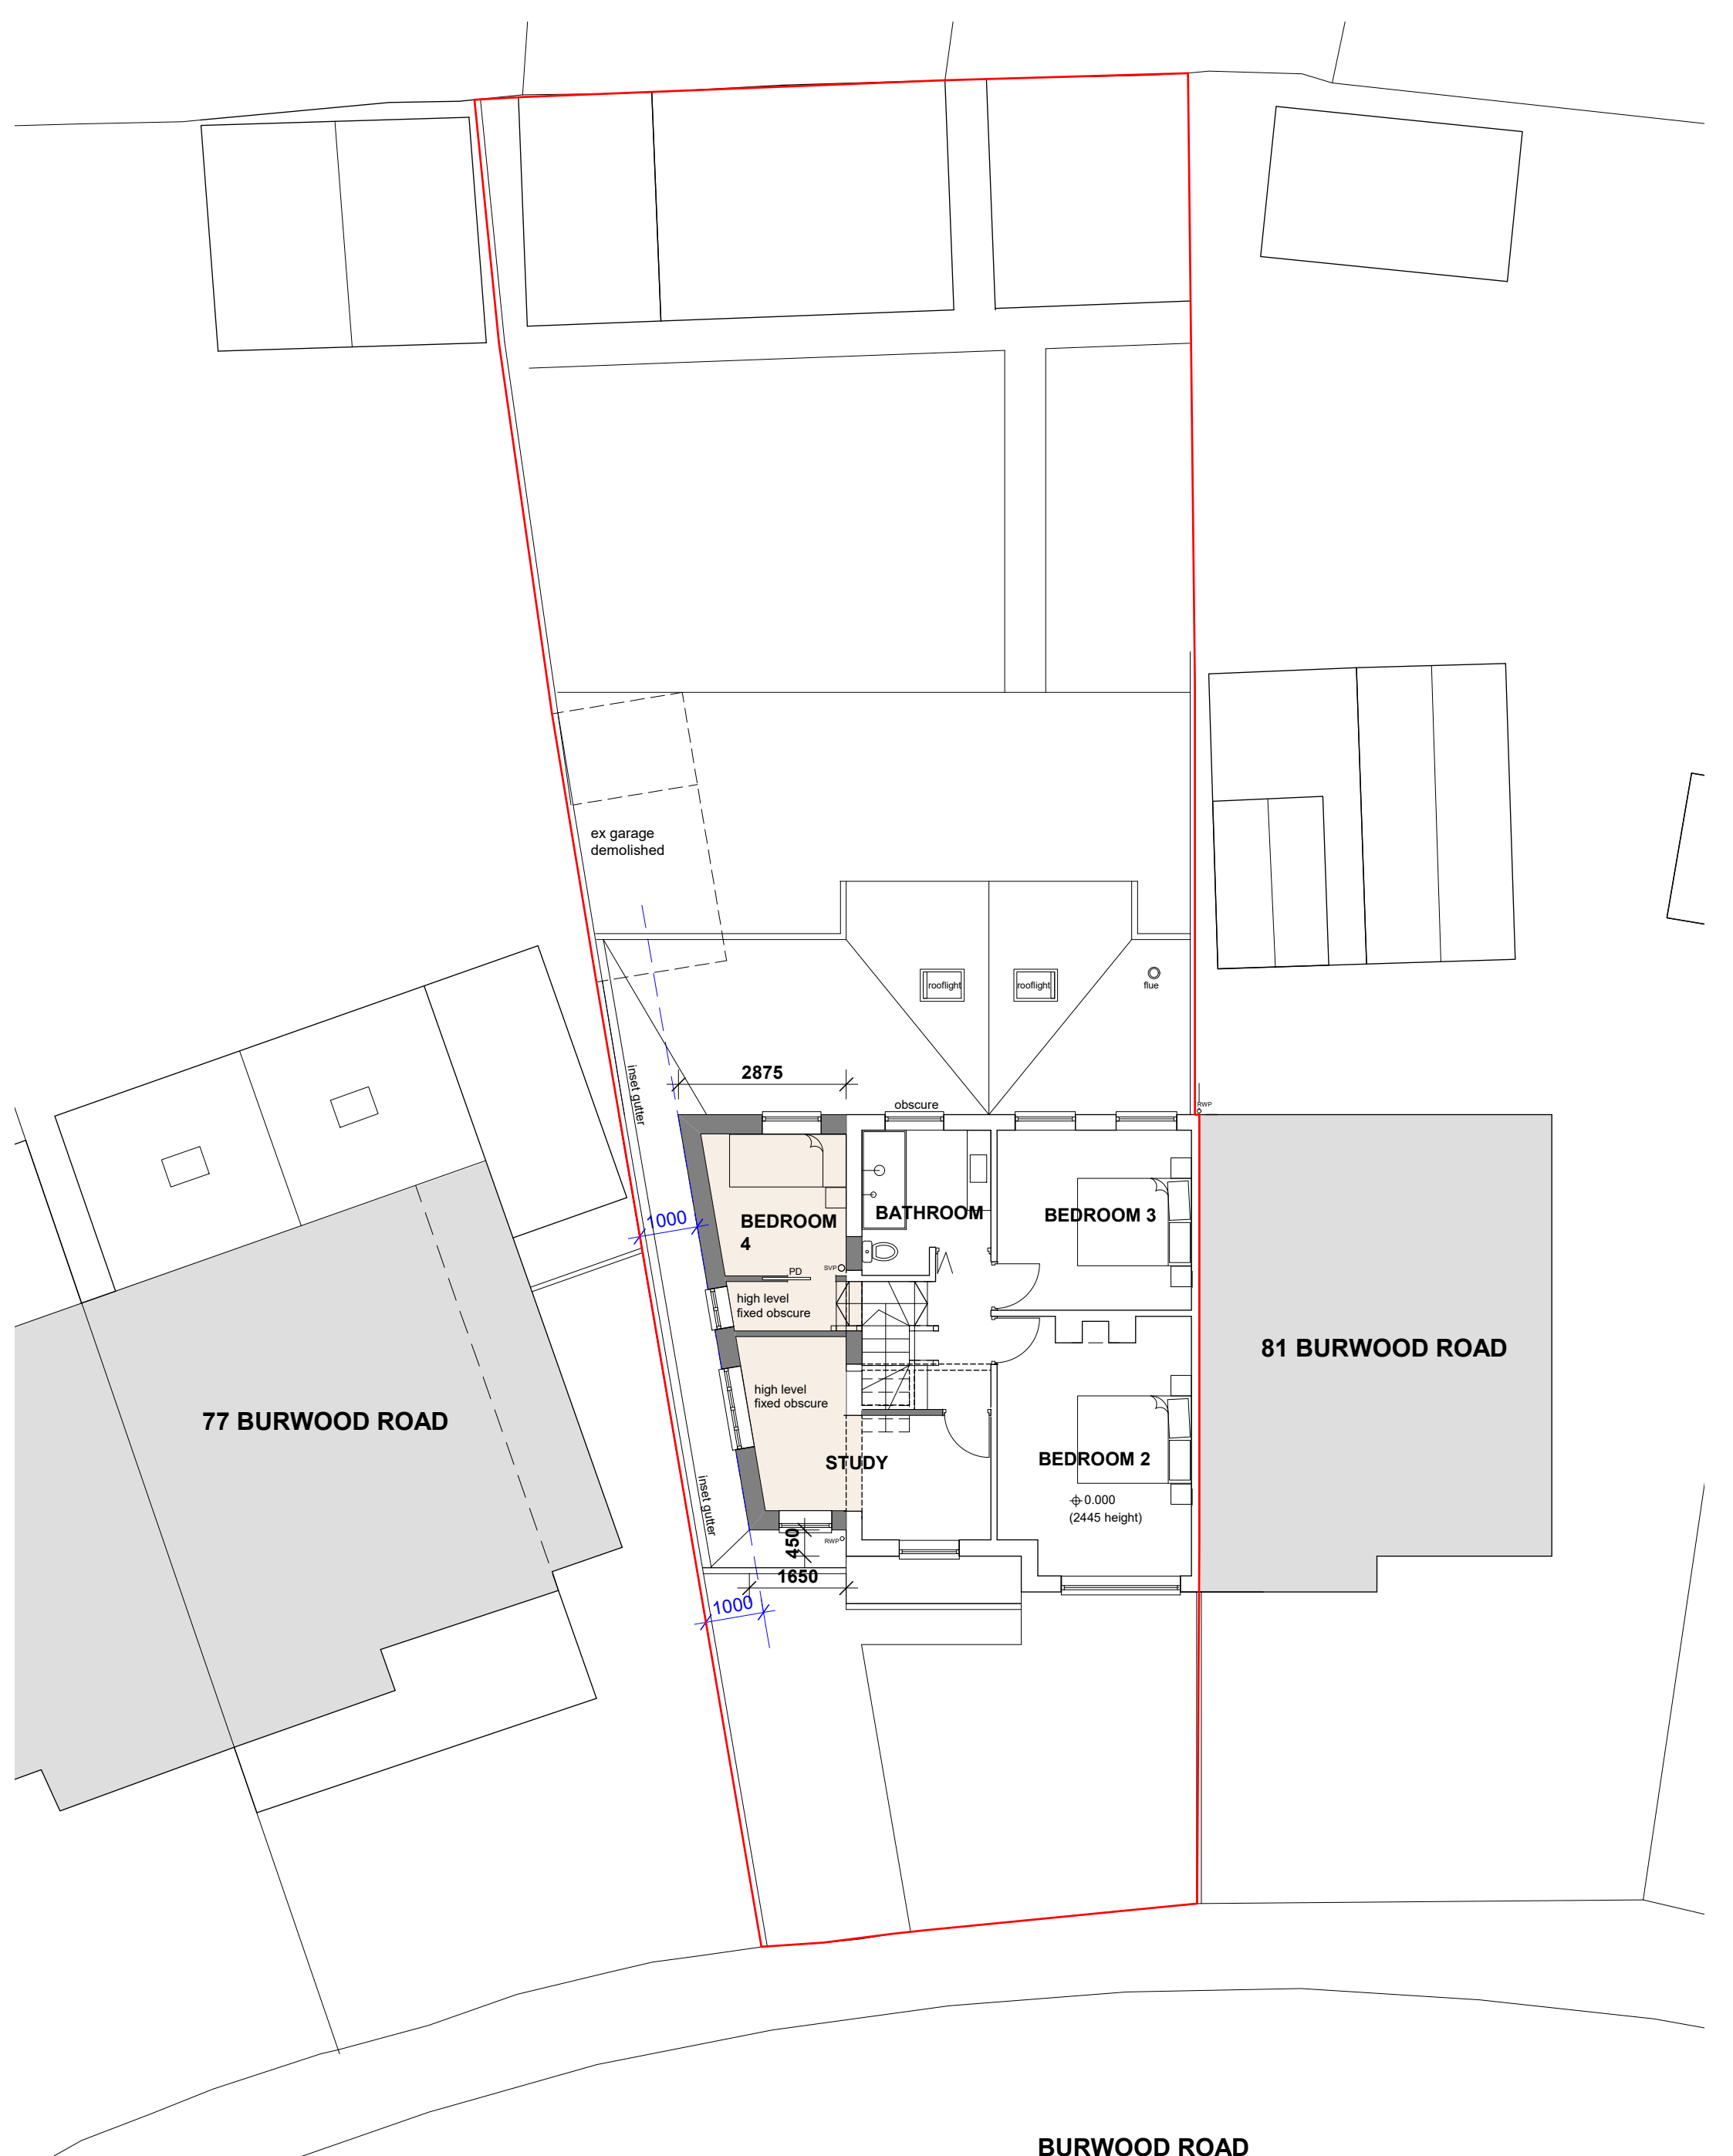 ex garage
demolished
rooflight
rooflight
flue
inset gutter
2875
obscure
RWP
1000
BEDROOM
4
BATHROOM
BEDROOM 3
SVP
PD
high level
fixed obscure
81 BURWOOD ROAD
high level
fixed obscure
77 BURWOOD ROAD
STUDY
BEDROOM 2
0.000
(2445 height)
inset gutter
450
RWP
1650
1000
BURWOOD ROAD